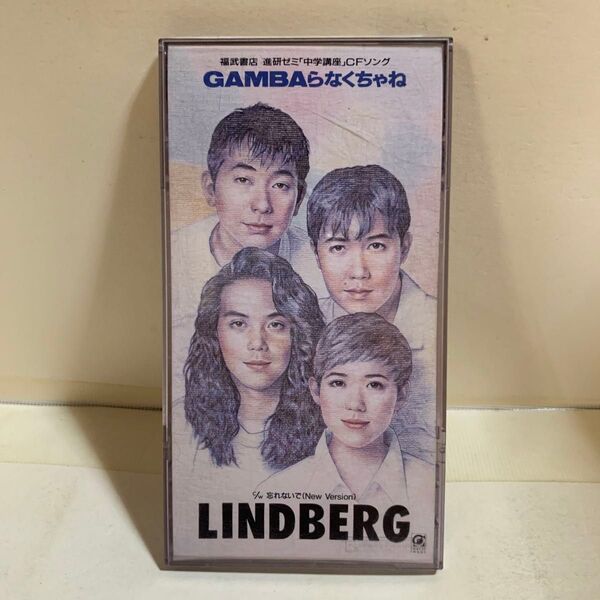 福武書店 進研ゼミ「中学講座」CFソング
GAMBAらなくちゃね
c/w 忘れないで(New Version)
LINDBERG